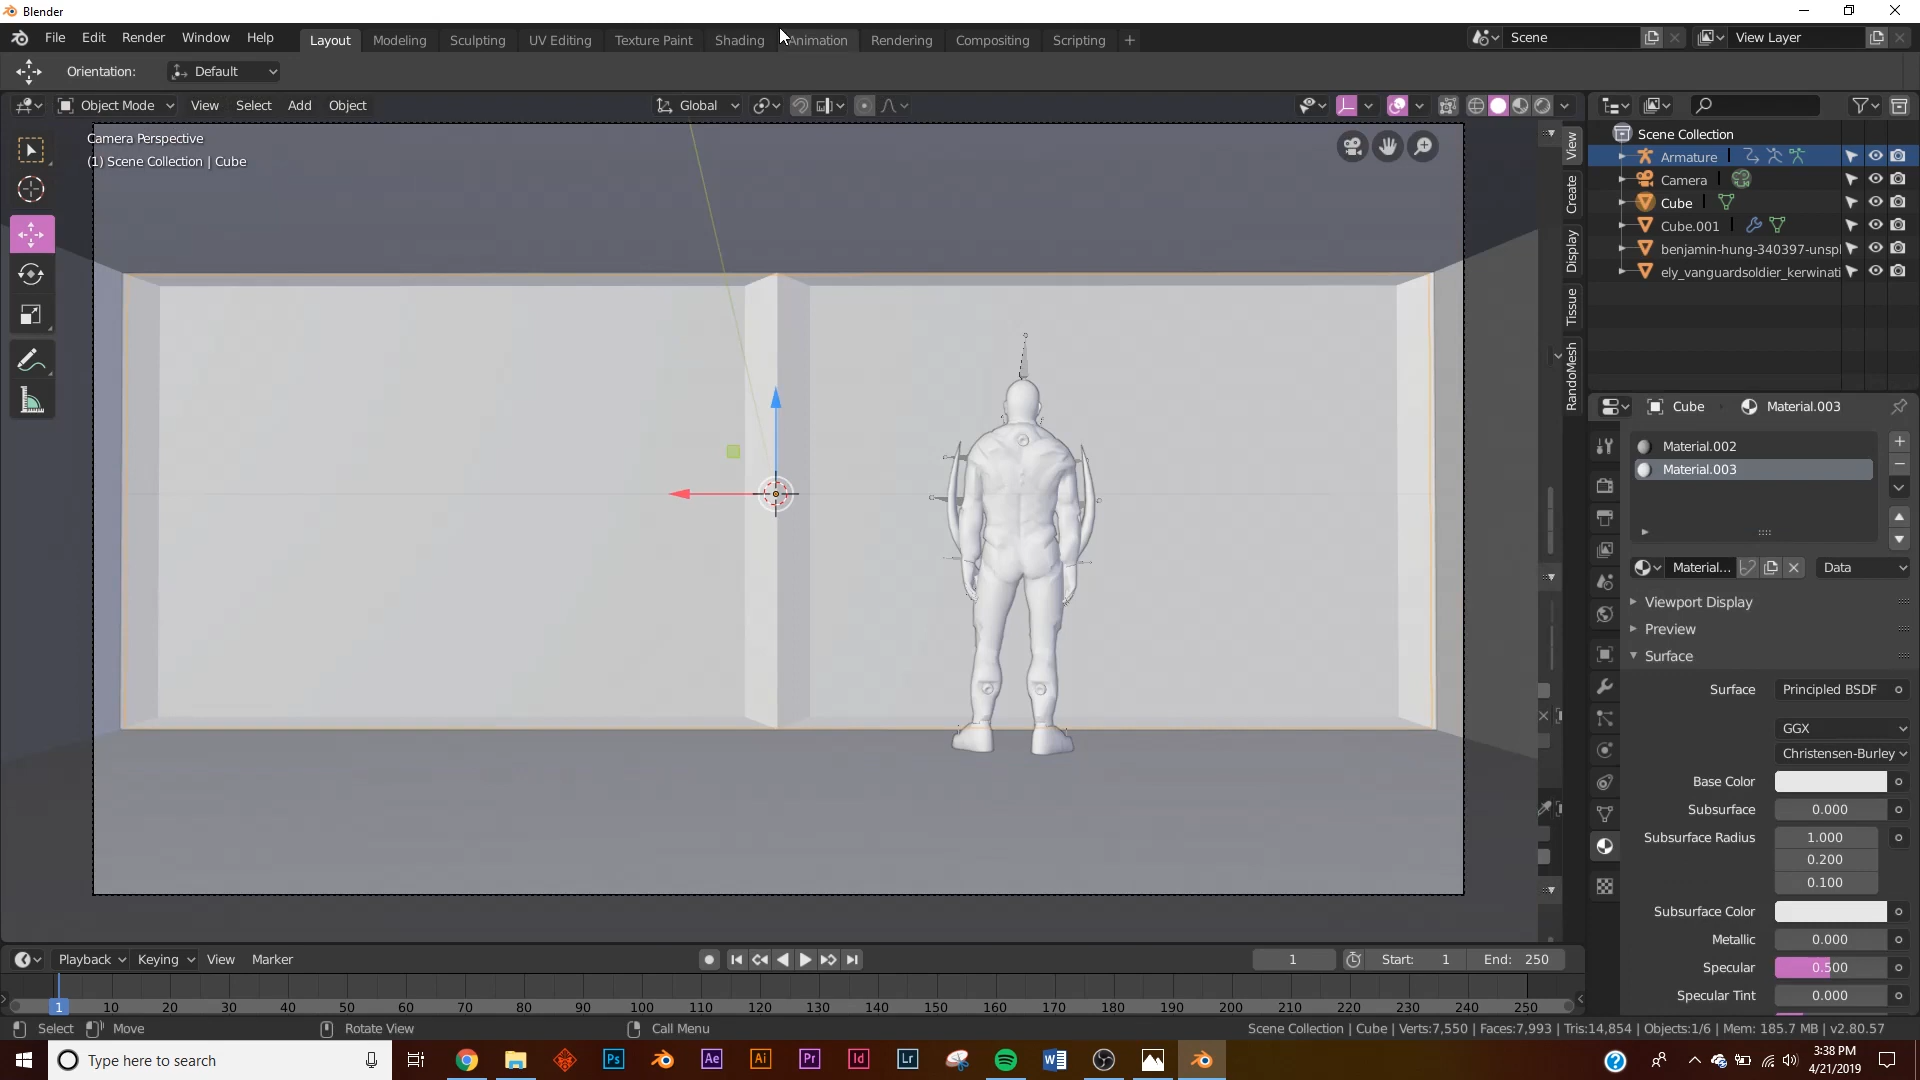 Blender
File Edit Render Window Help Layout Modeling Sculpting UV Editing Texture Paint Shading Animation Rendering Compositing Scripting + Scene View Layer
Orientation: Default
Object Mode View Select Add Object Global
Camera Perspective
(1) Scene Collection | Cube
View
Create
Display
Tissue
RandoMesh
Scene Collection
Armature
Camera
Cube
Cube.001
benjamin-hung-340397-unspl
ely_vanguardsoldier_kerwinati
Cube Material.003
Material.002
Material.003
Material... Data
Viewport Display
Preview
Surface
Surface Principled BSDF
GGX
Christensen-Burley
Base Color
Subsurface 0.000
Subsurface Radius 1.000
0.200
0.100
Subsurface Color
Metallic 0.000
Specular 0.500
Specular Tint 0.000
Playback Keying View Marker 1 Start: 1 End: 250
1 10 20 30 40 50 60 70 80 90 100 110 120 130 140 150 160 170 180 190 200 210 220 230 240 250
Select Move Rotate View Call Menu Scene Collection | Cube | Verts:7,550 | Faces:7,993 | Tris:14,854 | Objects:1/6 | Mem: 185.7 MB | v2.80.57
Type here to search Ps Ae Ai Pr Id Lr W 3:38 PM
4/21/2019